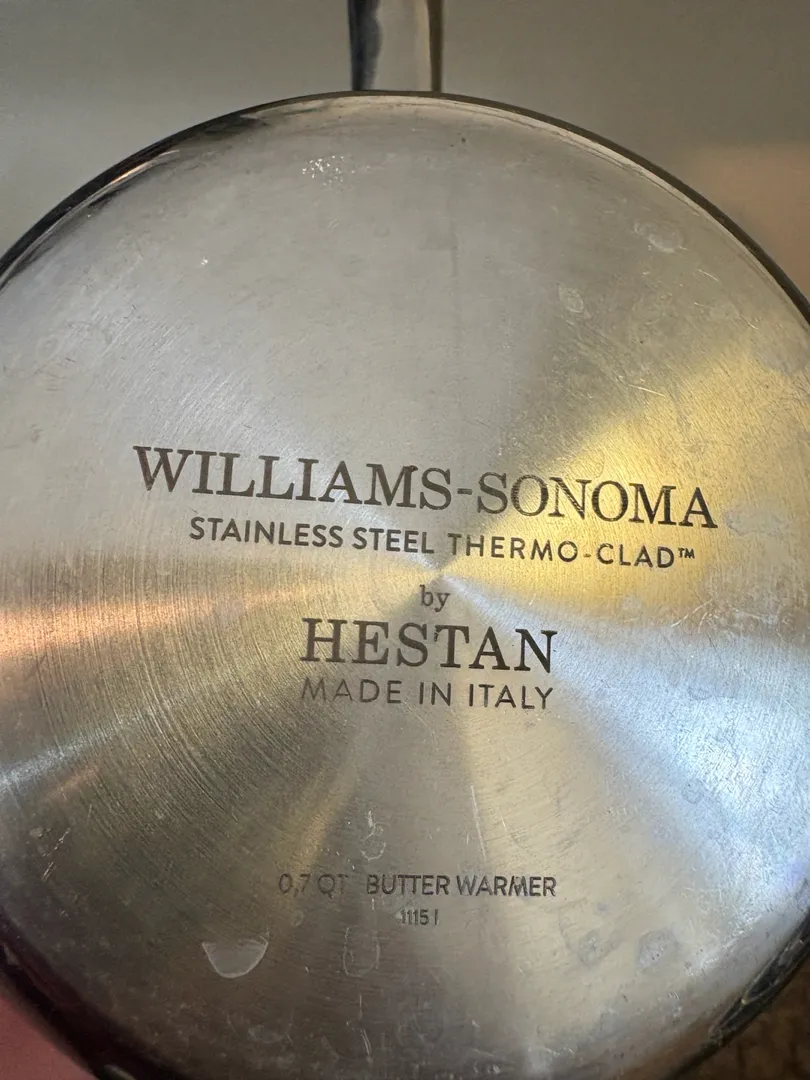 WILLIAMS-SONOMA
STAINLESS STEEL THERMO-CLAD™
by
HESTAN
MADE IN ITALY
0,7 QT BUTTER WARMER
1115 I